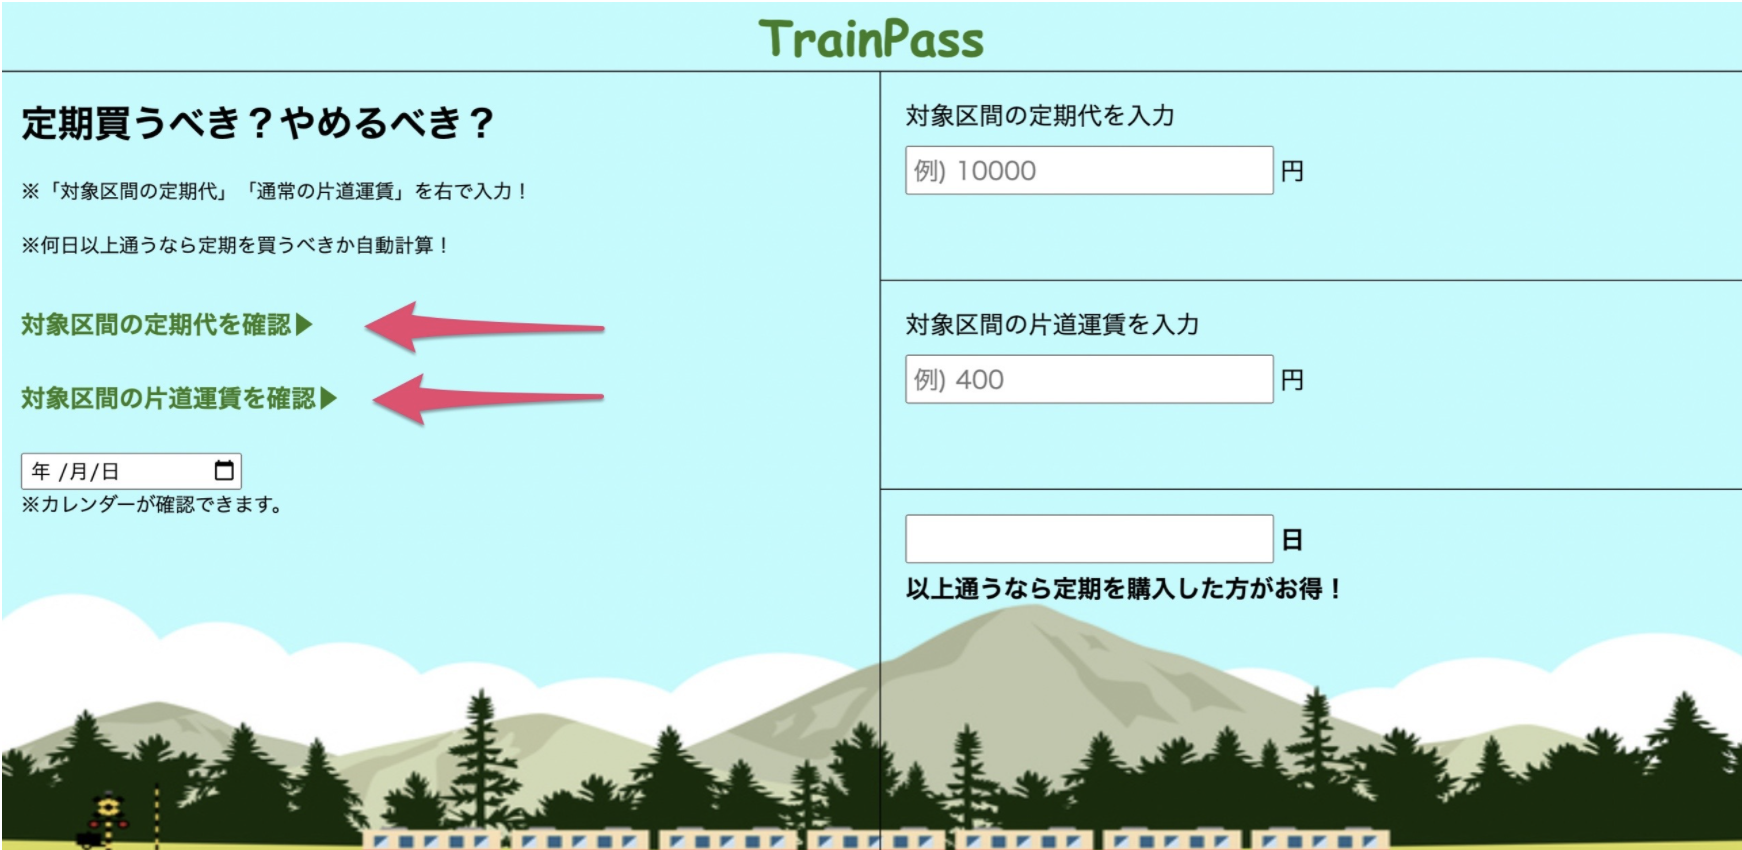 TrainPass
定期買うべき？やめるべき？
※「対象区間の定期代」「通常の片道運賃」を右で入力！
※何日以上通うなら定期を買うべきか自動計算！
対象区間の定期代を確認▶
対象区間の片道運賃を確認▶
年 /月/日
※カレンダーが確認できます。
対象区間の定期代を入力
例) 10000 円
対象区間の片道運賃を入力
例) 400 円
日
以上通うなら定期を購入した方がお得！